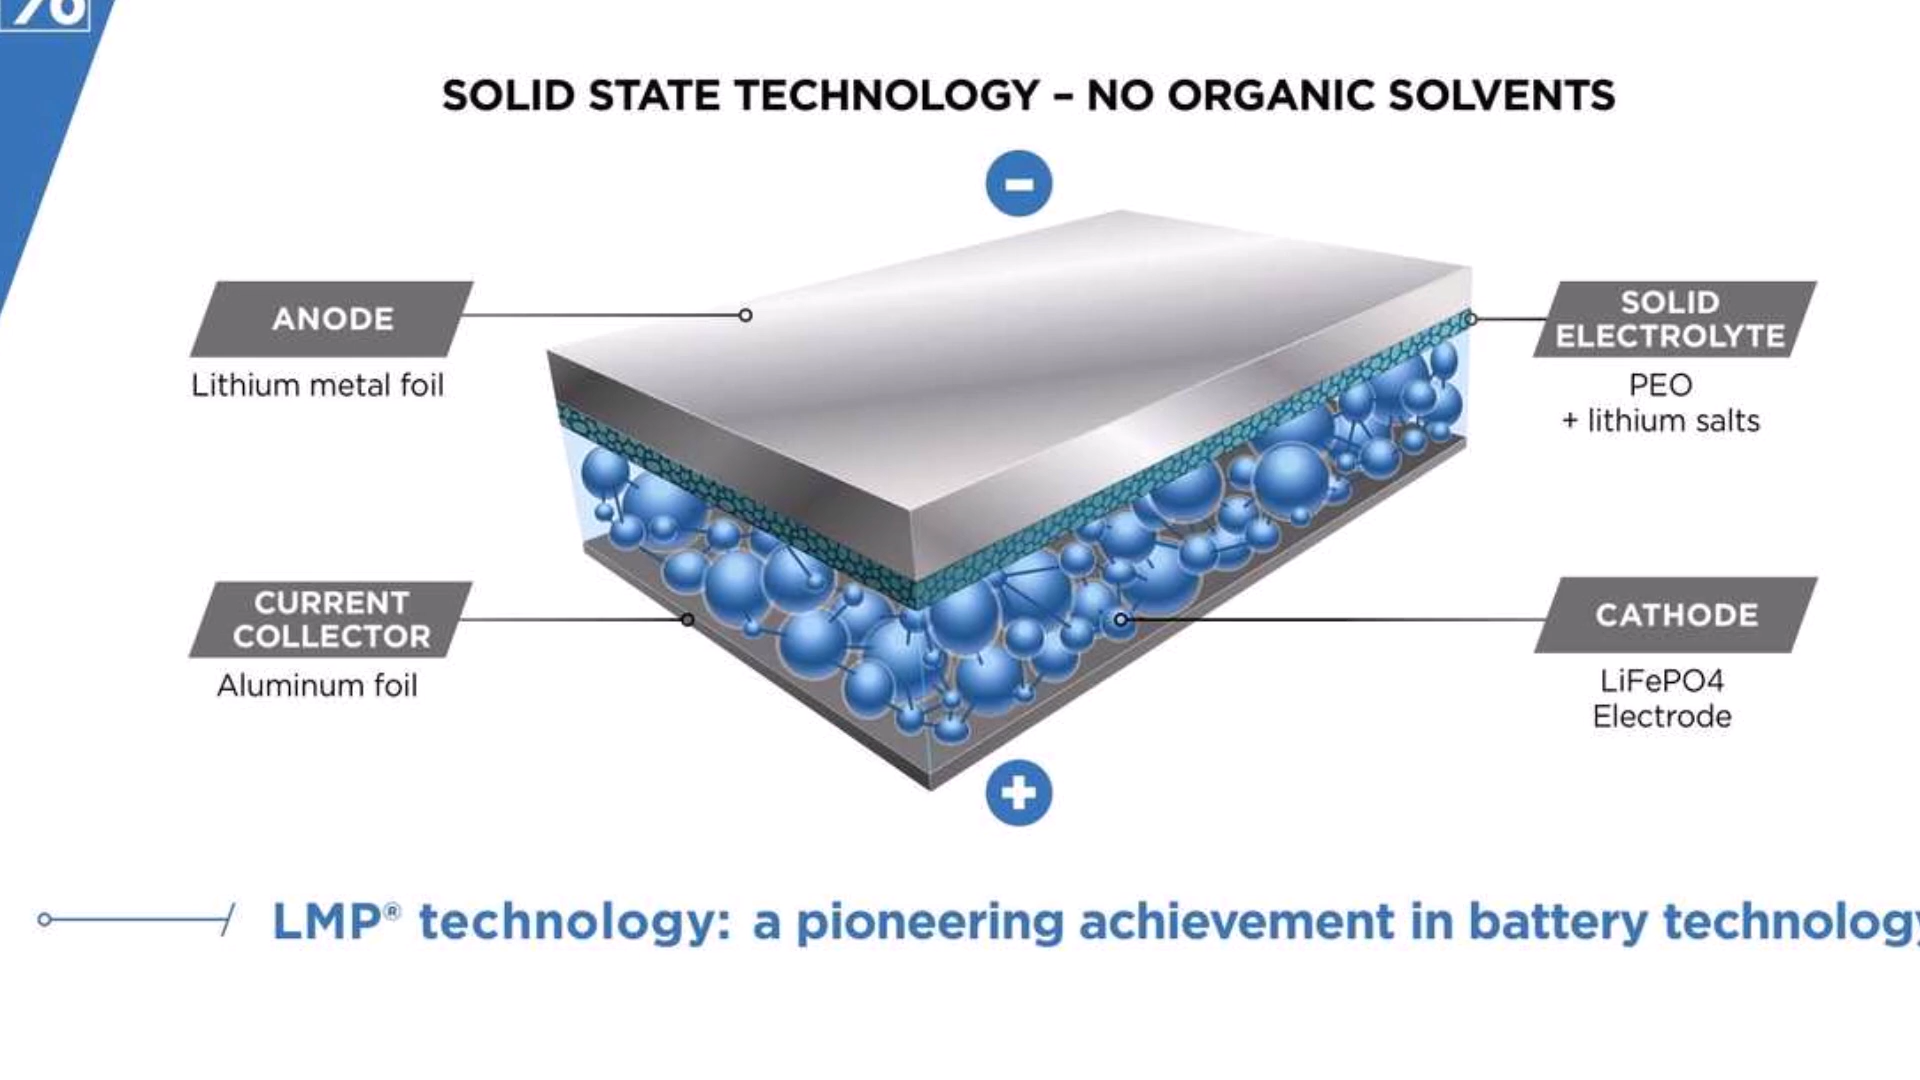 SOLID STATE TECHNOLOGY – NO ORGANIC SOLVENTS
ANODE
Lithium metal foil
SOLID
ELECTROLYTE
PEO
+ lithium salts
CURRENT
COLLECTOR
Aluminum foil
CATHODE
LiFePO4
Electrode
LMP® technology: a pioneering achievement in battery technology